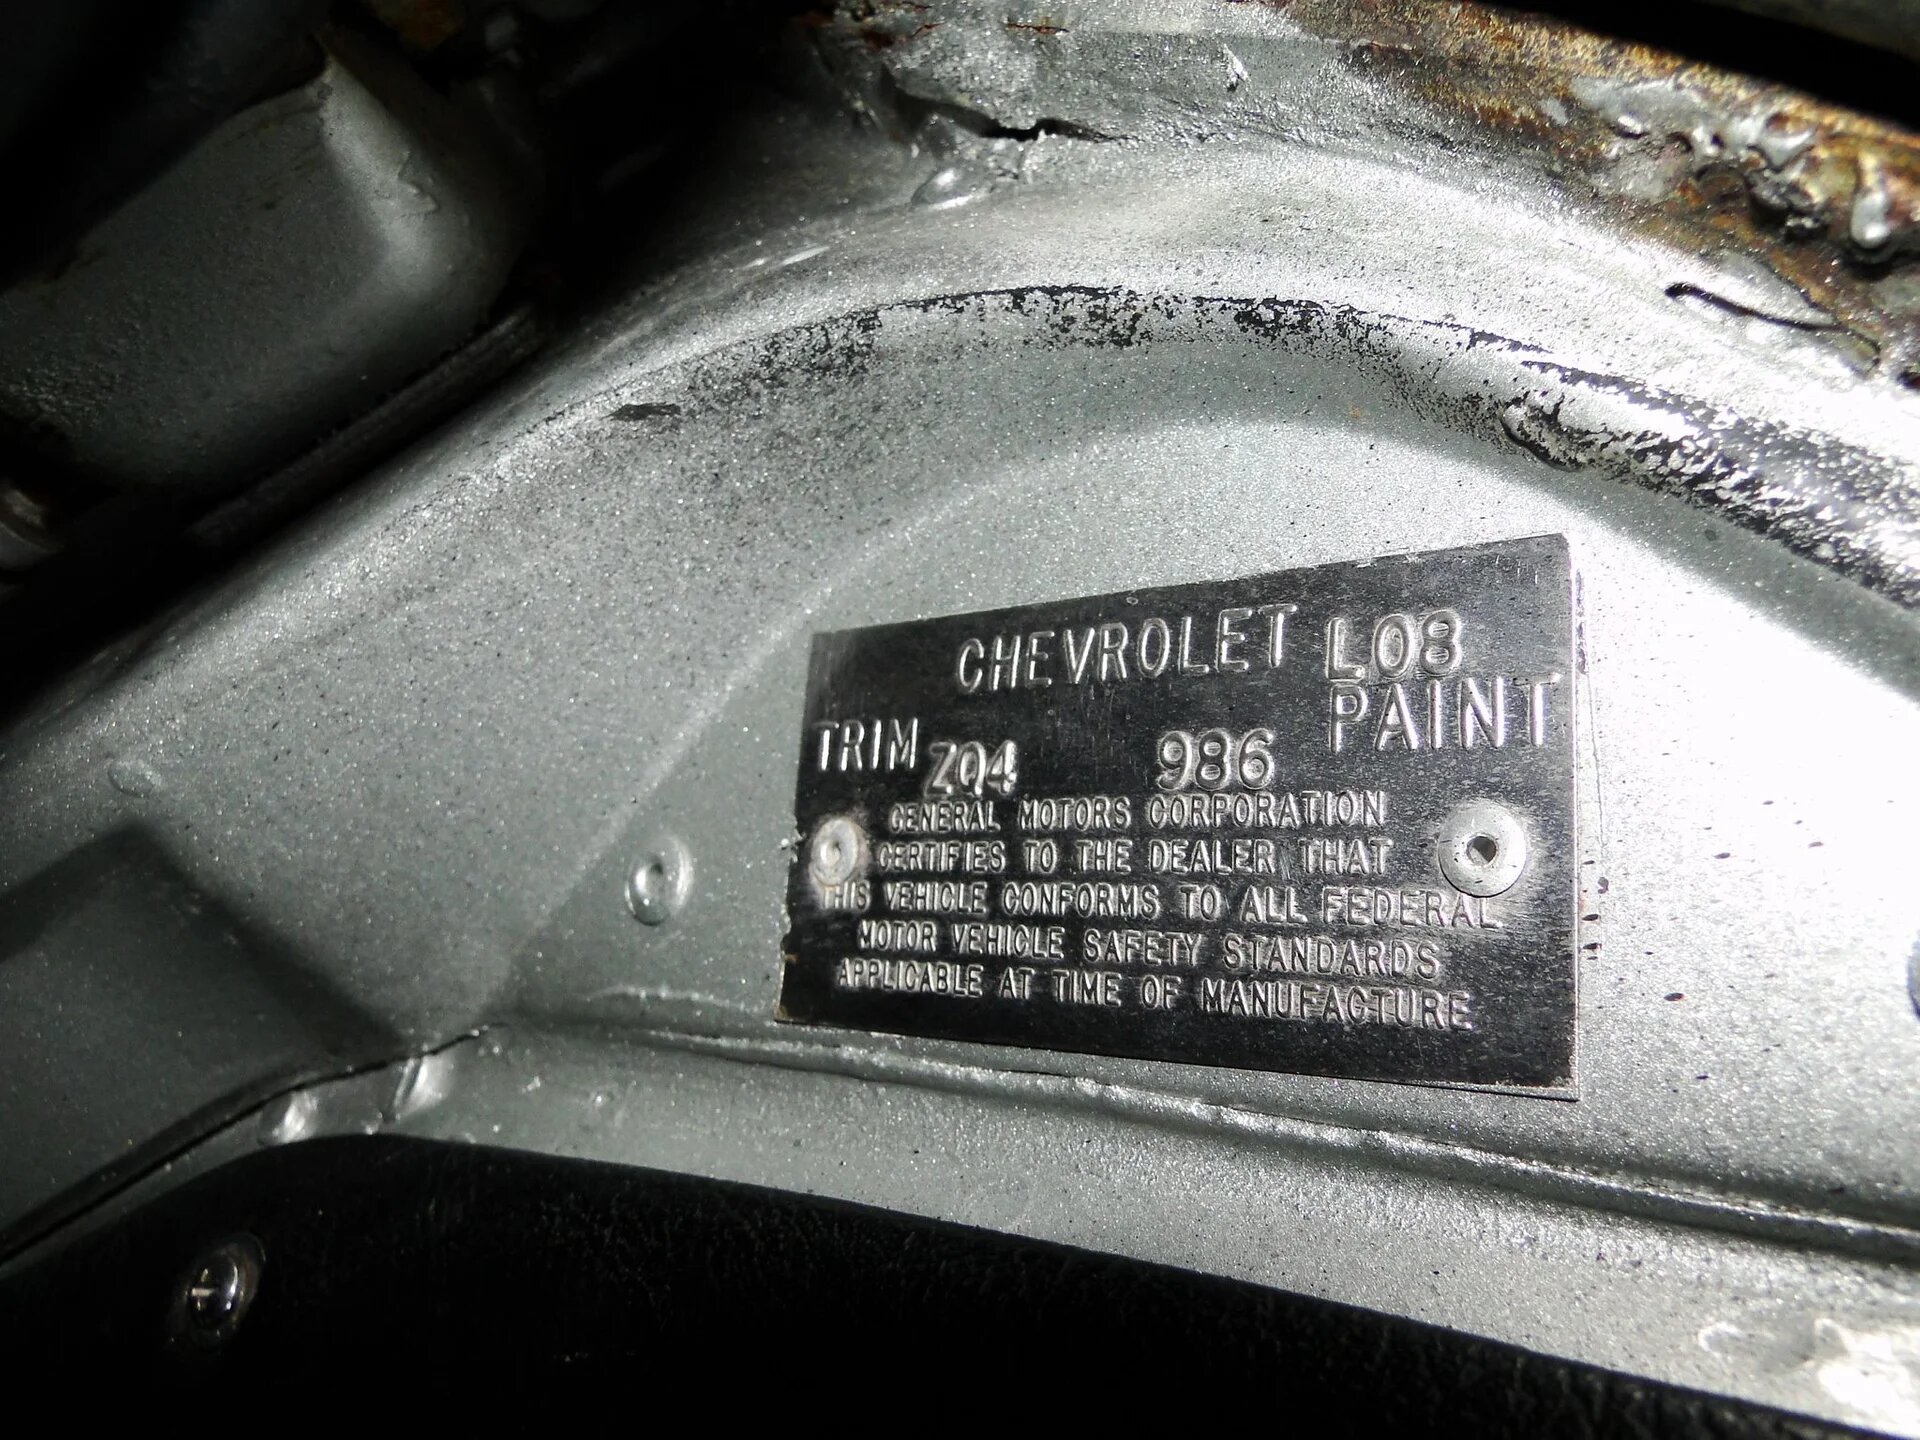 CHEVROLET L08
PAINT
TRIM ZQ4 986
GENERAL MOTORS CORPORATION
CERTIFIES TO THE DEALER THAT
THIS VEHICLE CONFORMS TO ALL FEDERAL
MOTOR VEHICLE SAFETY STANDARDS
APPLICABLE AT TIME OF MANUFACTURE